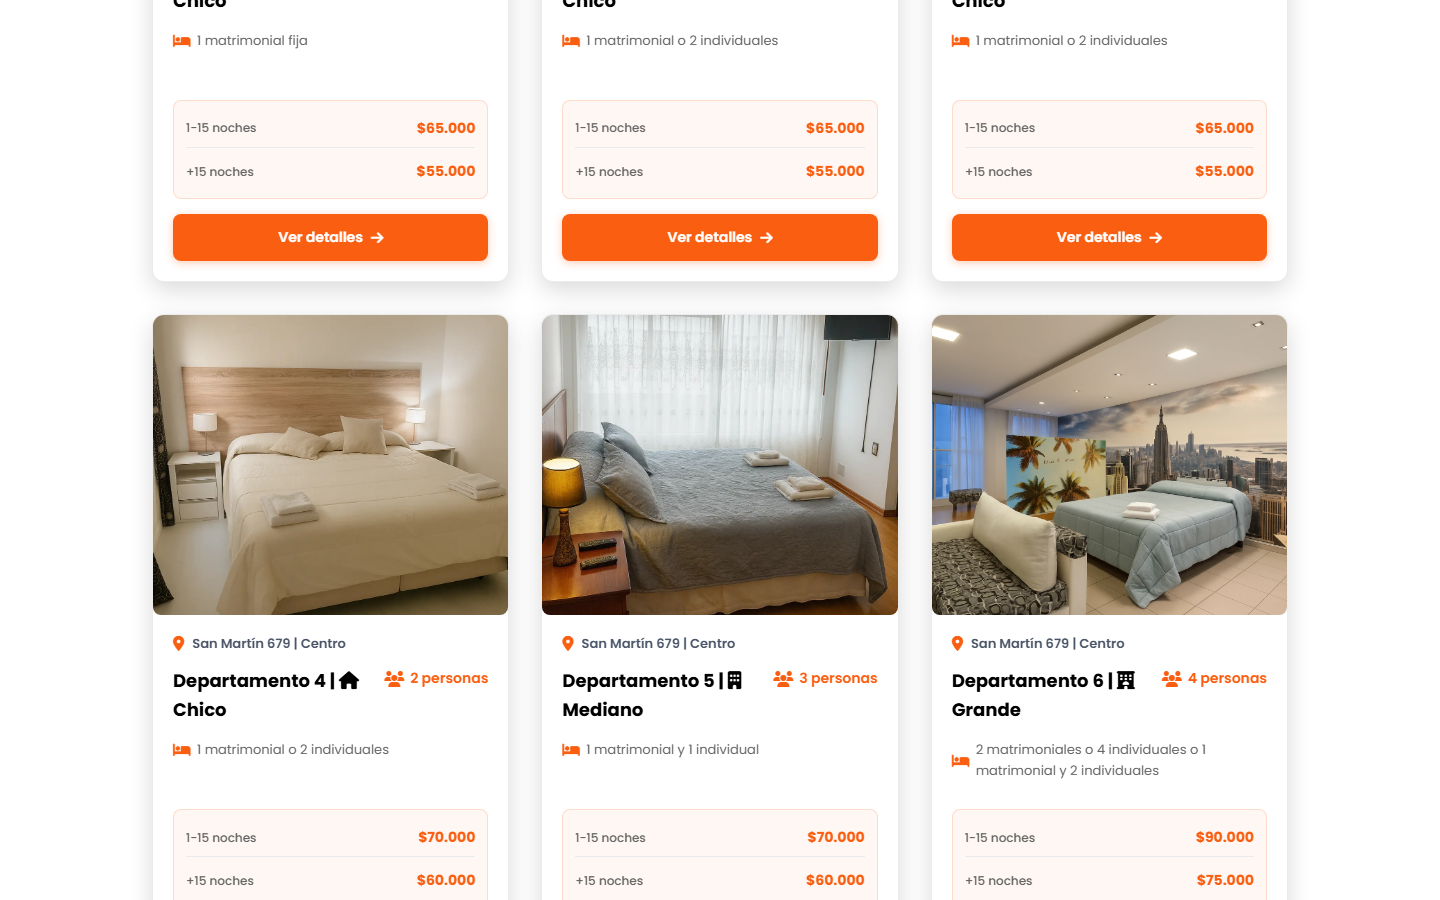 Chico
Chico
Chico
1 matrimonial fija
1 matrimonial o 2 individuales
1 matrimonial o 2 individuales
1-15 noches $65.000
+15 noches $55.000
1-15 noches $65.000
+15 noches $55.000
1-15 noches $65.000
+15 noches $55.000
Ver detalles →
Ver detalles →
Ver detalles →
San Martín 679 | Centro
Departamento 4 |
Chico
2 personas
1 matrimonial o 2 individuales
1-15 noches $70.000
+15 noches $60.000
San Martín 679 | Centro
Departamento 5 |
Mediano
3 personas
1 matrimonial y 1 individual
1-15 noches $70.000
+15 noches $60.000
San Martín 679 | Centro
Departamento 6 |
Grande
4 personas
2 matrimoniales o 4 individuales o 1
matrimonial y 2 individuales
1-15 noches $90.000
+15 noches $75.000